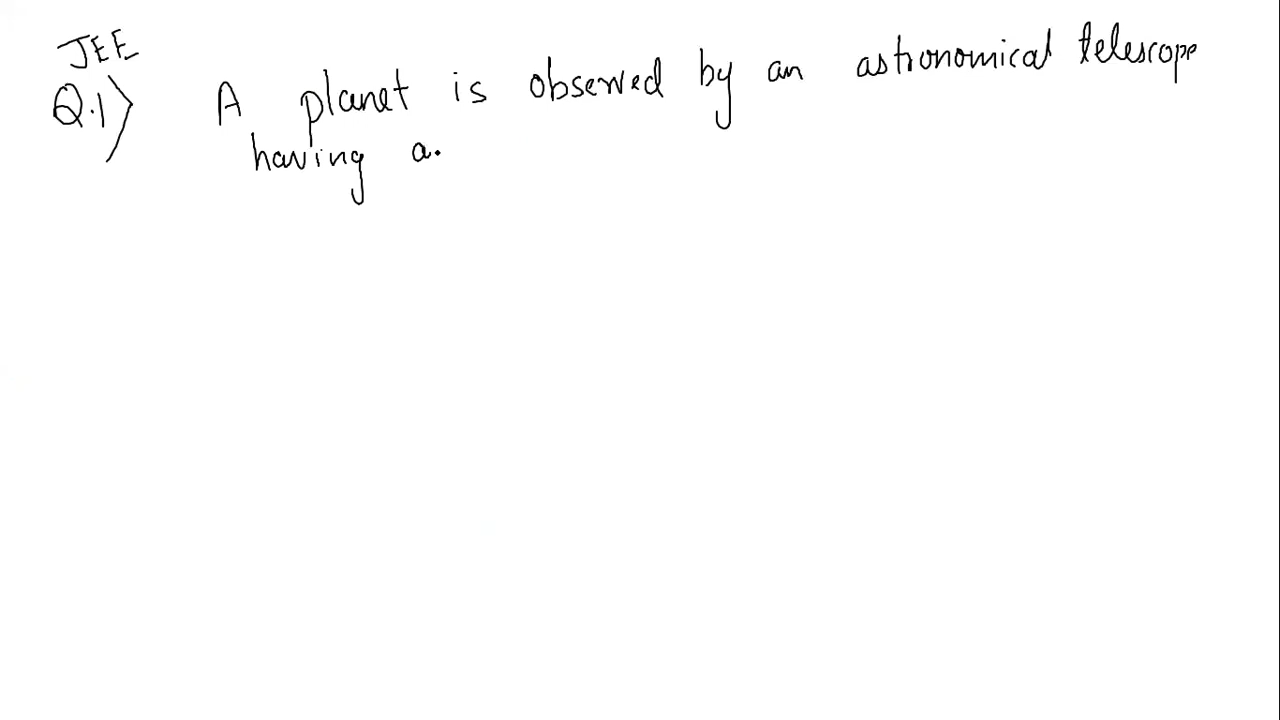 JEE
Q.1) A planet is observed by an astronomical telescope
having a.